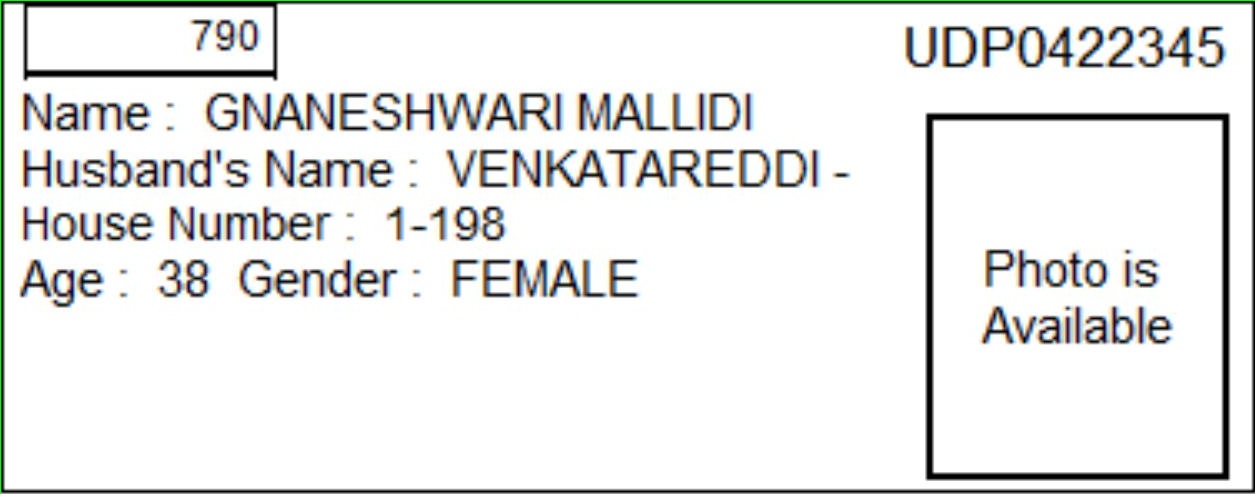 790
UDP0422345
Name : GNANESHWARI MALLIDI
Husband's Name : VENKATAREDDI -
House Number : 1-198
Age : 38 Gender : FEMALE
Photo is
Available